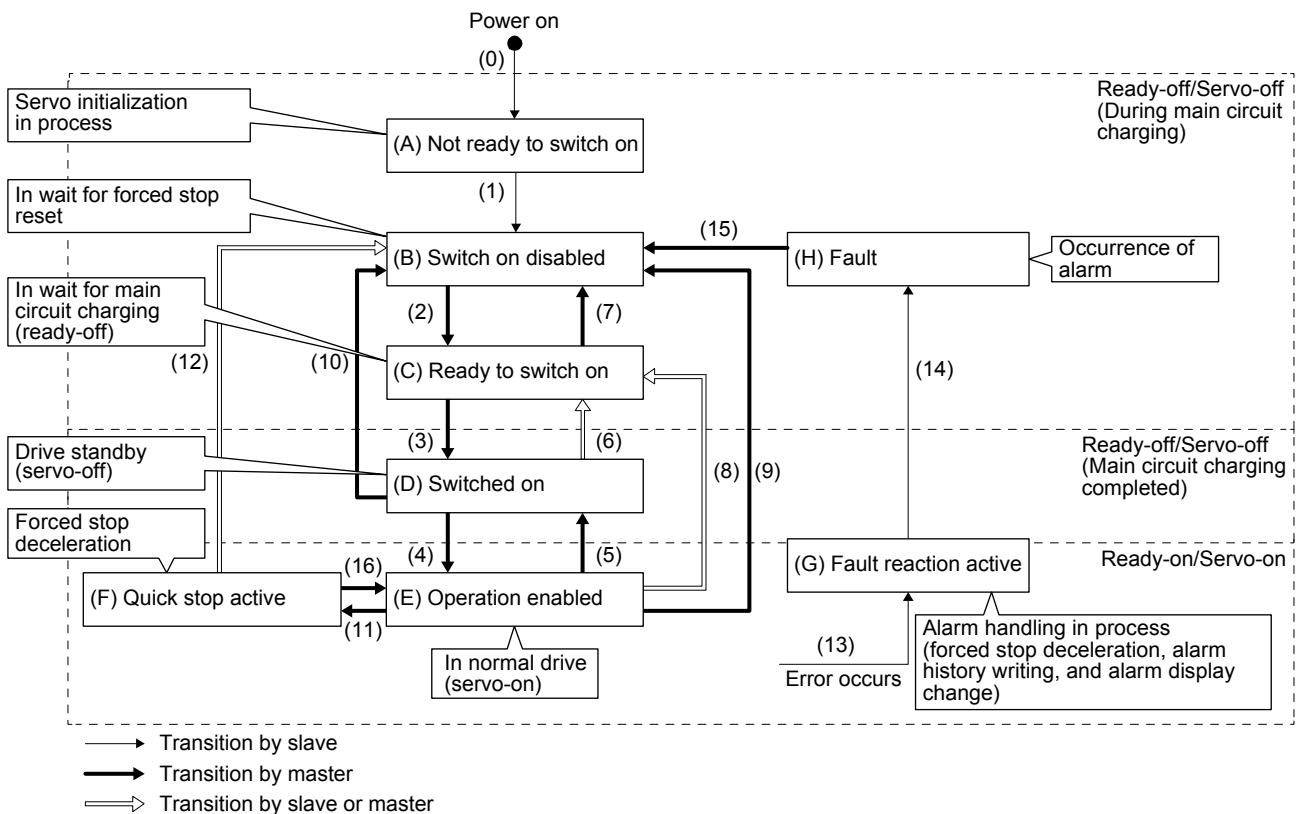 Power on
(0)
Ready-off/Servo-off
(During main circuit
charging)
Servo initialization
in process
(A) Not ready to switch on
(1)
In wait for forced stop
reset
(B) Switch on disabled
(15)
(H) Fault
Occurrence of
alarm
In wait for main
circuit charging
(ready-off)
(2)
(7)
(12)
(10)
(C) Ready to switch on
(14)
(3)
(6)
Ready-off/Servo-off
(Main circuit charging
completed)
Drive standby
(servo-off)
(8)
(9)
(D) Switched on
Forced stop
deceleration
(4)
(5)
Ready-on/Servo-on
(G) Fault reaction active
(16)
(F) Quick stop active
(E) Operation enabled
(11)
In normal drive
(servo-on)
(13)
Error occurs
Alarm handling in process
(forced stop deceleration, alarm
history writing, and alarm display
change)
Transition by slave
Transition by master
Transition by slave or master